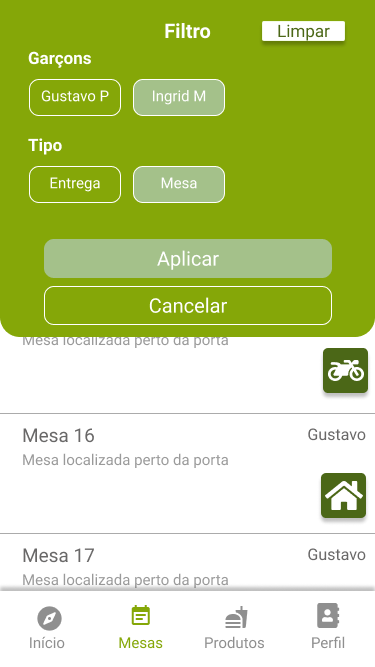 Filtro
Limpar
Garçons
Gustavo P
Ingrid M
Tipo
Entrega
Mesa
Aplicar
Cancelar
Mesa localizada perto da porta
Mesa 16
Gustavo
Mesa localizada perto da porta
Mesa 17
Gustavo
Mesa localizada perto da porta
Início
Mesas
Produtos
Perfil